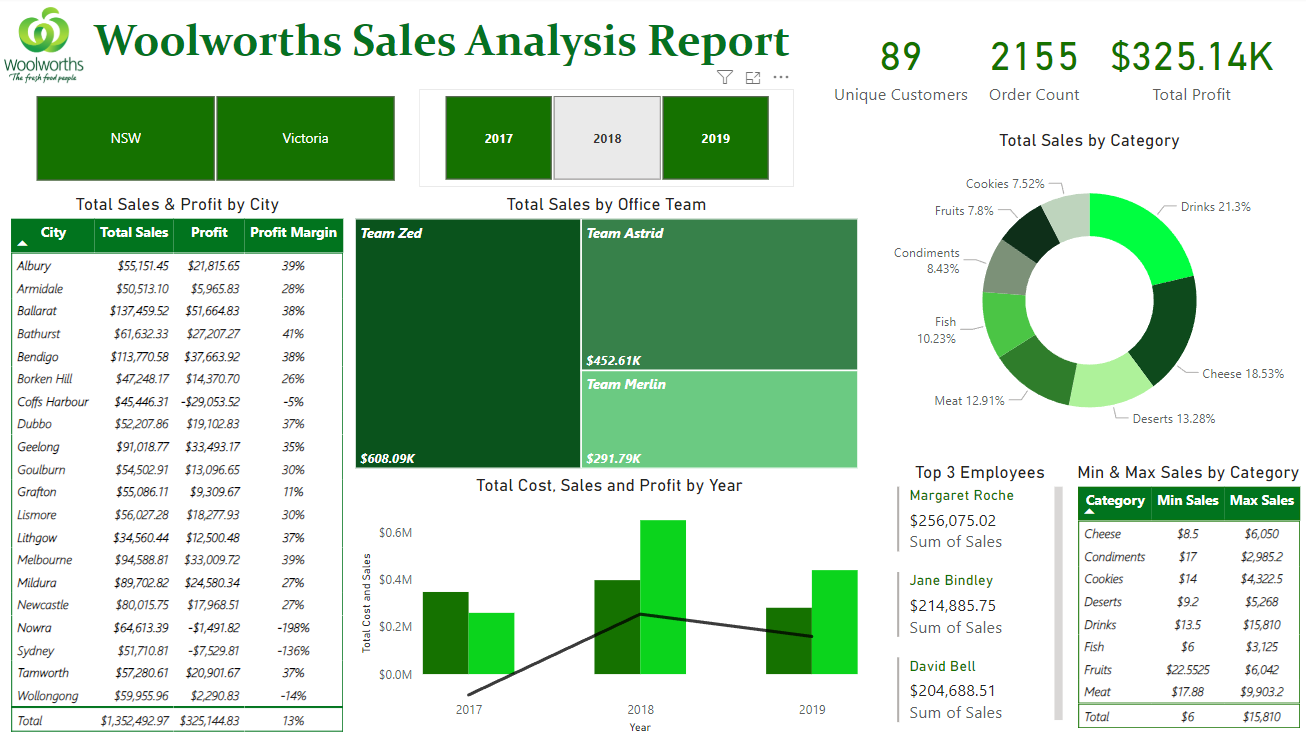 Woolworths
"The fresh food people"
Woolworths Sales Analysis Report
89
Unique Customers
2155
Order Count
$325.14K
Total Profit
NSW
Victoria
2017
2018
2019
Total Sales & Profit by City
City Total Sales Profit Profit Margin
Albury $55,151.45 $21,815.65 39%
Armidale $50,513.10 $5,965.83 28%
Ballarat $137,459.52 $51,664.83 38%
Bathurst $61,632.33 $27,207.27 41%
Bendigo $113,770.58 $37,663.92 38%
Borken Hill $47,248.17 $14,370.70 26%
Coffs Harbour $45,446.31 -$29,053.52 -5%
Dubbo $52,207.86 $19,102.83 37%
Geelong $91,018.77 $33,493.17 35%
Goulburn $54,502.91 $13,096.65 30%
Grafton $55,086.11 $9,309.67 11%
Lismore $56,027.28 $18,277.93 30%
Lithgow $34,560.44 $12,500.48 37%
Melbourne $94,588.81 $33,009.72 39%
Mildura $89,702.82 $24,580.34 27%
Newcastle $80,015.75 $17,968.51 27%
Nowra $64,613.39 -$1,491.82 -198%
Sydney $51,710.81 -$7,529.81 -136%
Tamworth $57,280.61 $20,901.67 37%
Wollongong $59,955.96 $2,290.83 -14%
Total $1,352,492.97 $325,144.83 13%
Total Sales by Office Team
Team Zed
$608.09K
Team Astrid
$452.61K
Team Merlin
$291.79K
Total Cost, Sales and Profit by Year
Total Cost and Sales
$0.6M
$0.4M
$0.2M
$0.0M
2017
2018
2019
Year
Total Sales by Category
Cookies 7.52%
Fruits 7.8%
Condiments
8.43%
Fish
10.23%
Meat 12.91%
Drinks 21.3%
Cheese 18.53%
Deserts 13.28%
Top 3 Employees
Margaret Roche
$256,075.02
Sum of Sales
Jane Bindley
$214,885.75
Sum of Sales
David Bell
$204,688.51
Sum of Sales
Min & Max Sales by Category
Category Min Sales Max Sales
Cheese $8.5 $6,050
Condiments $17 $2,985.2
Cookies $14 $4,322.5
Deserts $9.2 $5,268
Drinks $13.5 $15,810
Fish $6 $3,125
Fruits $22.5525 $6,042
Meat $17.88 $9,903.2
Total $6 $15,810